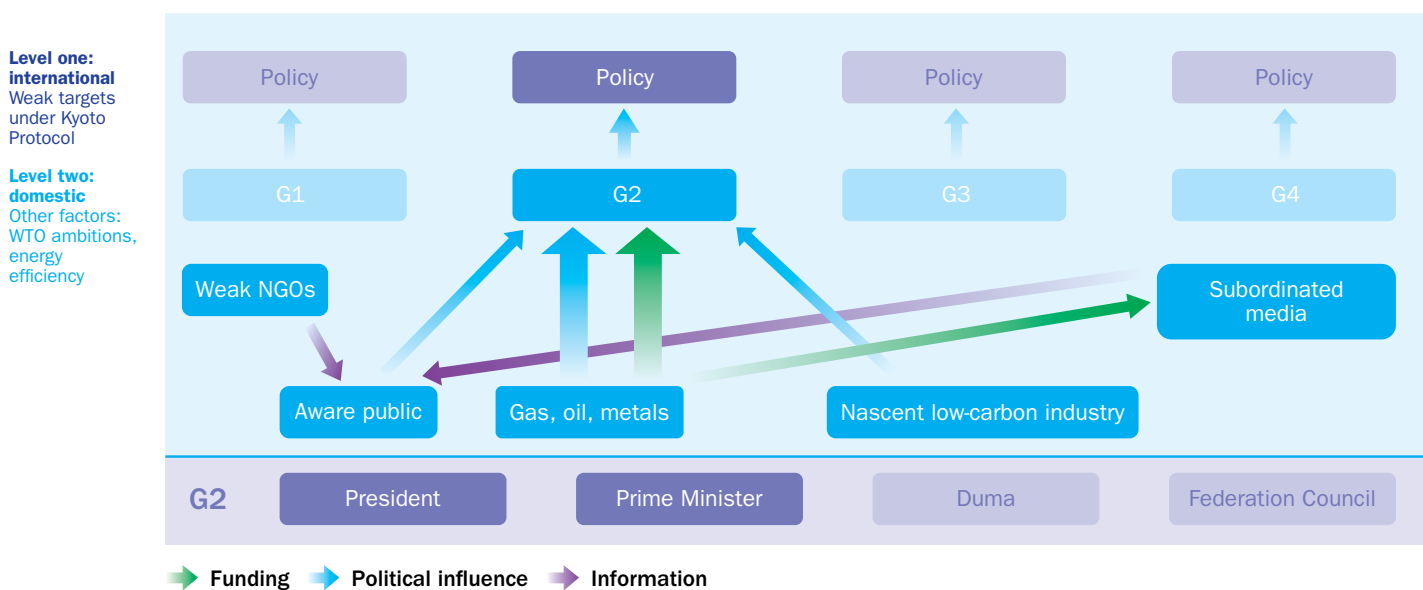 Level one:
international
Weak targets
under Kyoto
Protocol
Level two:
domestic
Other factors:
WTO ambitions,
energy
efficiency
Policy
Policy
Policy
Policy
G1
G2
G3
G4
Weak NGOs
Subordinated
media
Aware public
Gas, oil, metals
Nascent low-carbon industry
G2
President
Prime Minister
Duma
Federation Council
Funding
Political influence
Information